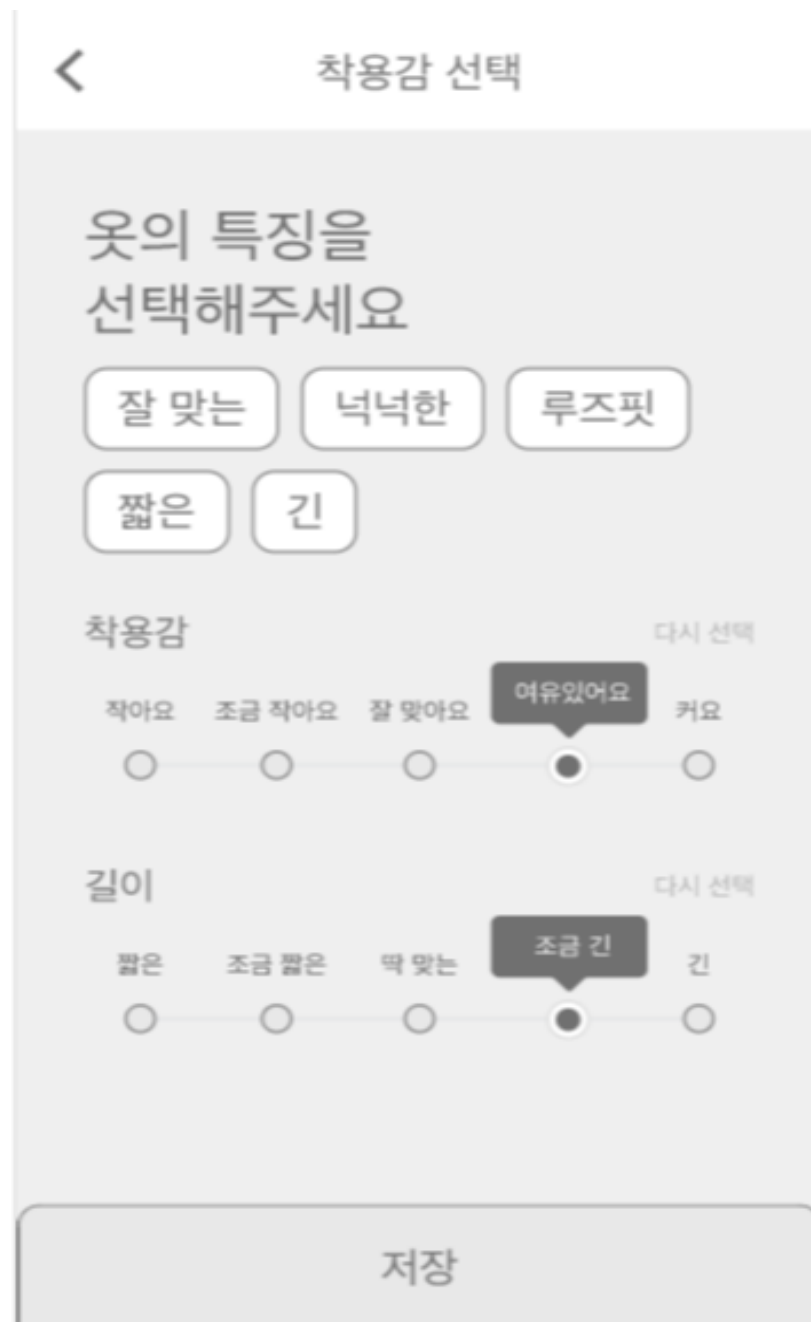 착용감 선택
옷의 특징을
선택해주세요
잘 맞는 넉넉한 루즈핏
짧은 긴
착용감 다시 선택
작아요 조금 작아요 잘 맞아요 여유있어요 커요
길이 다시 선택
짧은 조금 짧은 딱 맞는 조금 긴 긴
저장